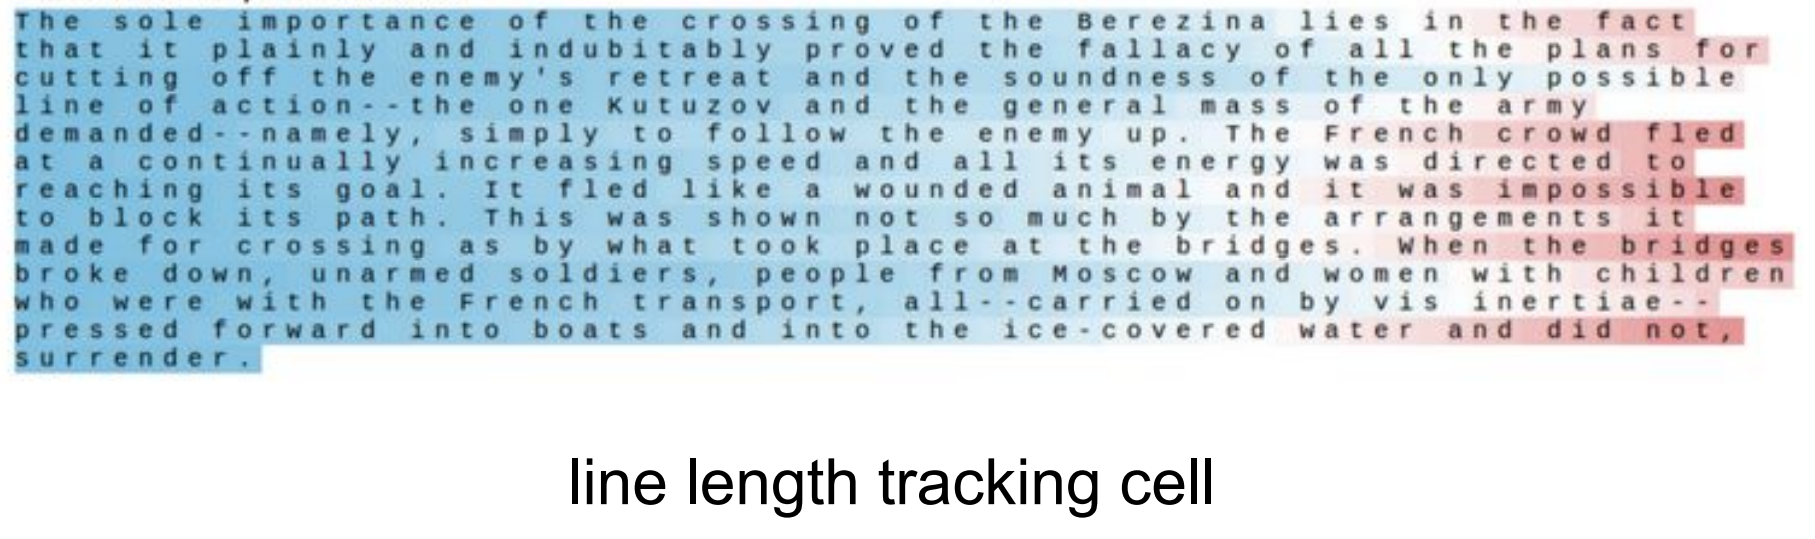 The sole importance of the crossing of the Berezina lies in the fact
that it plainly and indubitably proved the fallacy of all the plans for
cutting off the enemy's retreat and the soundness of the only possible
line of action--the one Kutuzov and the general mass of the army
demanded--namely, simply to follow the enemy up. The French crowd fled
at a continually increasing speed and all its energy was directed to
reaching its goal. It fled like a wounded animal and it was impossible
to block its path. This was shown not so much by the arrangements it
made for crossing as by what took place at the bridges. When the bridges
broke down, unarmed soldiers, people from Moscow and women with children
who were with the French transport, all--carried on by vis inertiae--
pressed forward into boats and into the ice-covered water and did not,
surrender.
line length tracking cell